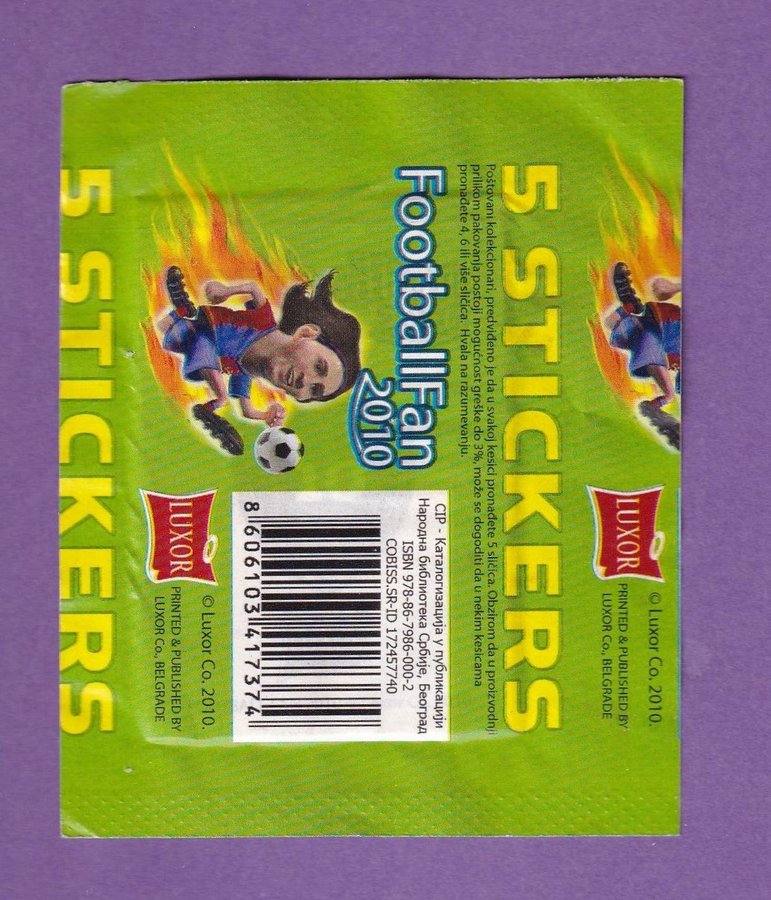 © Luxor Co. 2010.
LUXOR
PRINTED & PUBLISHED BY
LUXOR Co., BELGRADE
5 STICKERS
Poštovani kolekcionari, predviđeno je da u svakoj kesici pronađete 5 sličica. Obzirom da u proizvodnji
prilikom pakovanja postoji mogućnost greške do 3%, može se dogoditi da u nekim kesicama
pronađete 4, 6 ili više sličica. Hvala na razumevanju.
FootballFan
2010
CIP - Каталогизација у публикацији
Народна библиотека Србије, Београд
ISBN 978-86-7986-000-2
COBISS.SR-ID 172457740
8 606103 417374
© Luxor Co. 2010.
LUXOR
PRINTED & PUBLISHED BY
LUXOR Co., BELGRADE
5 STICKERS